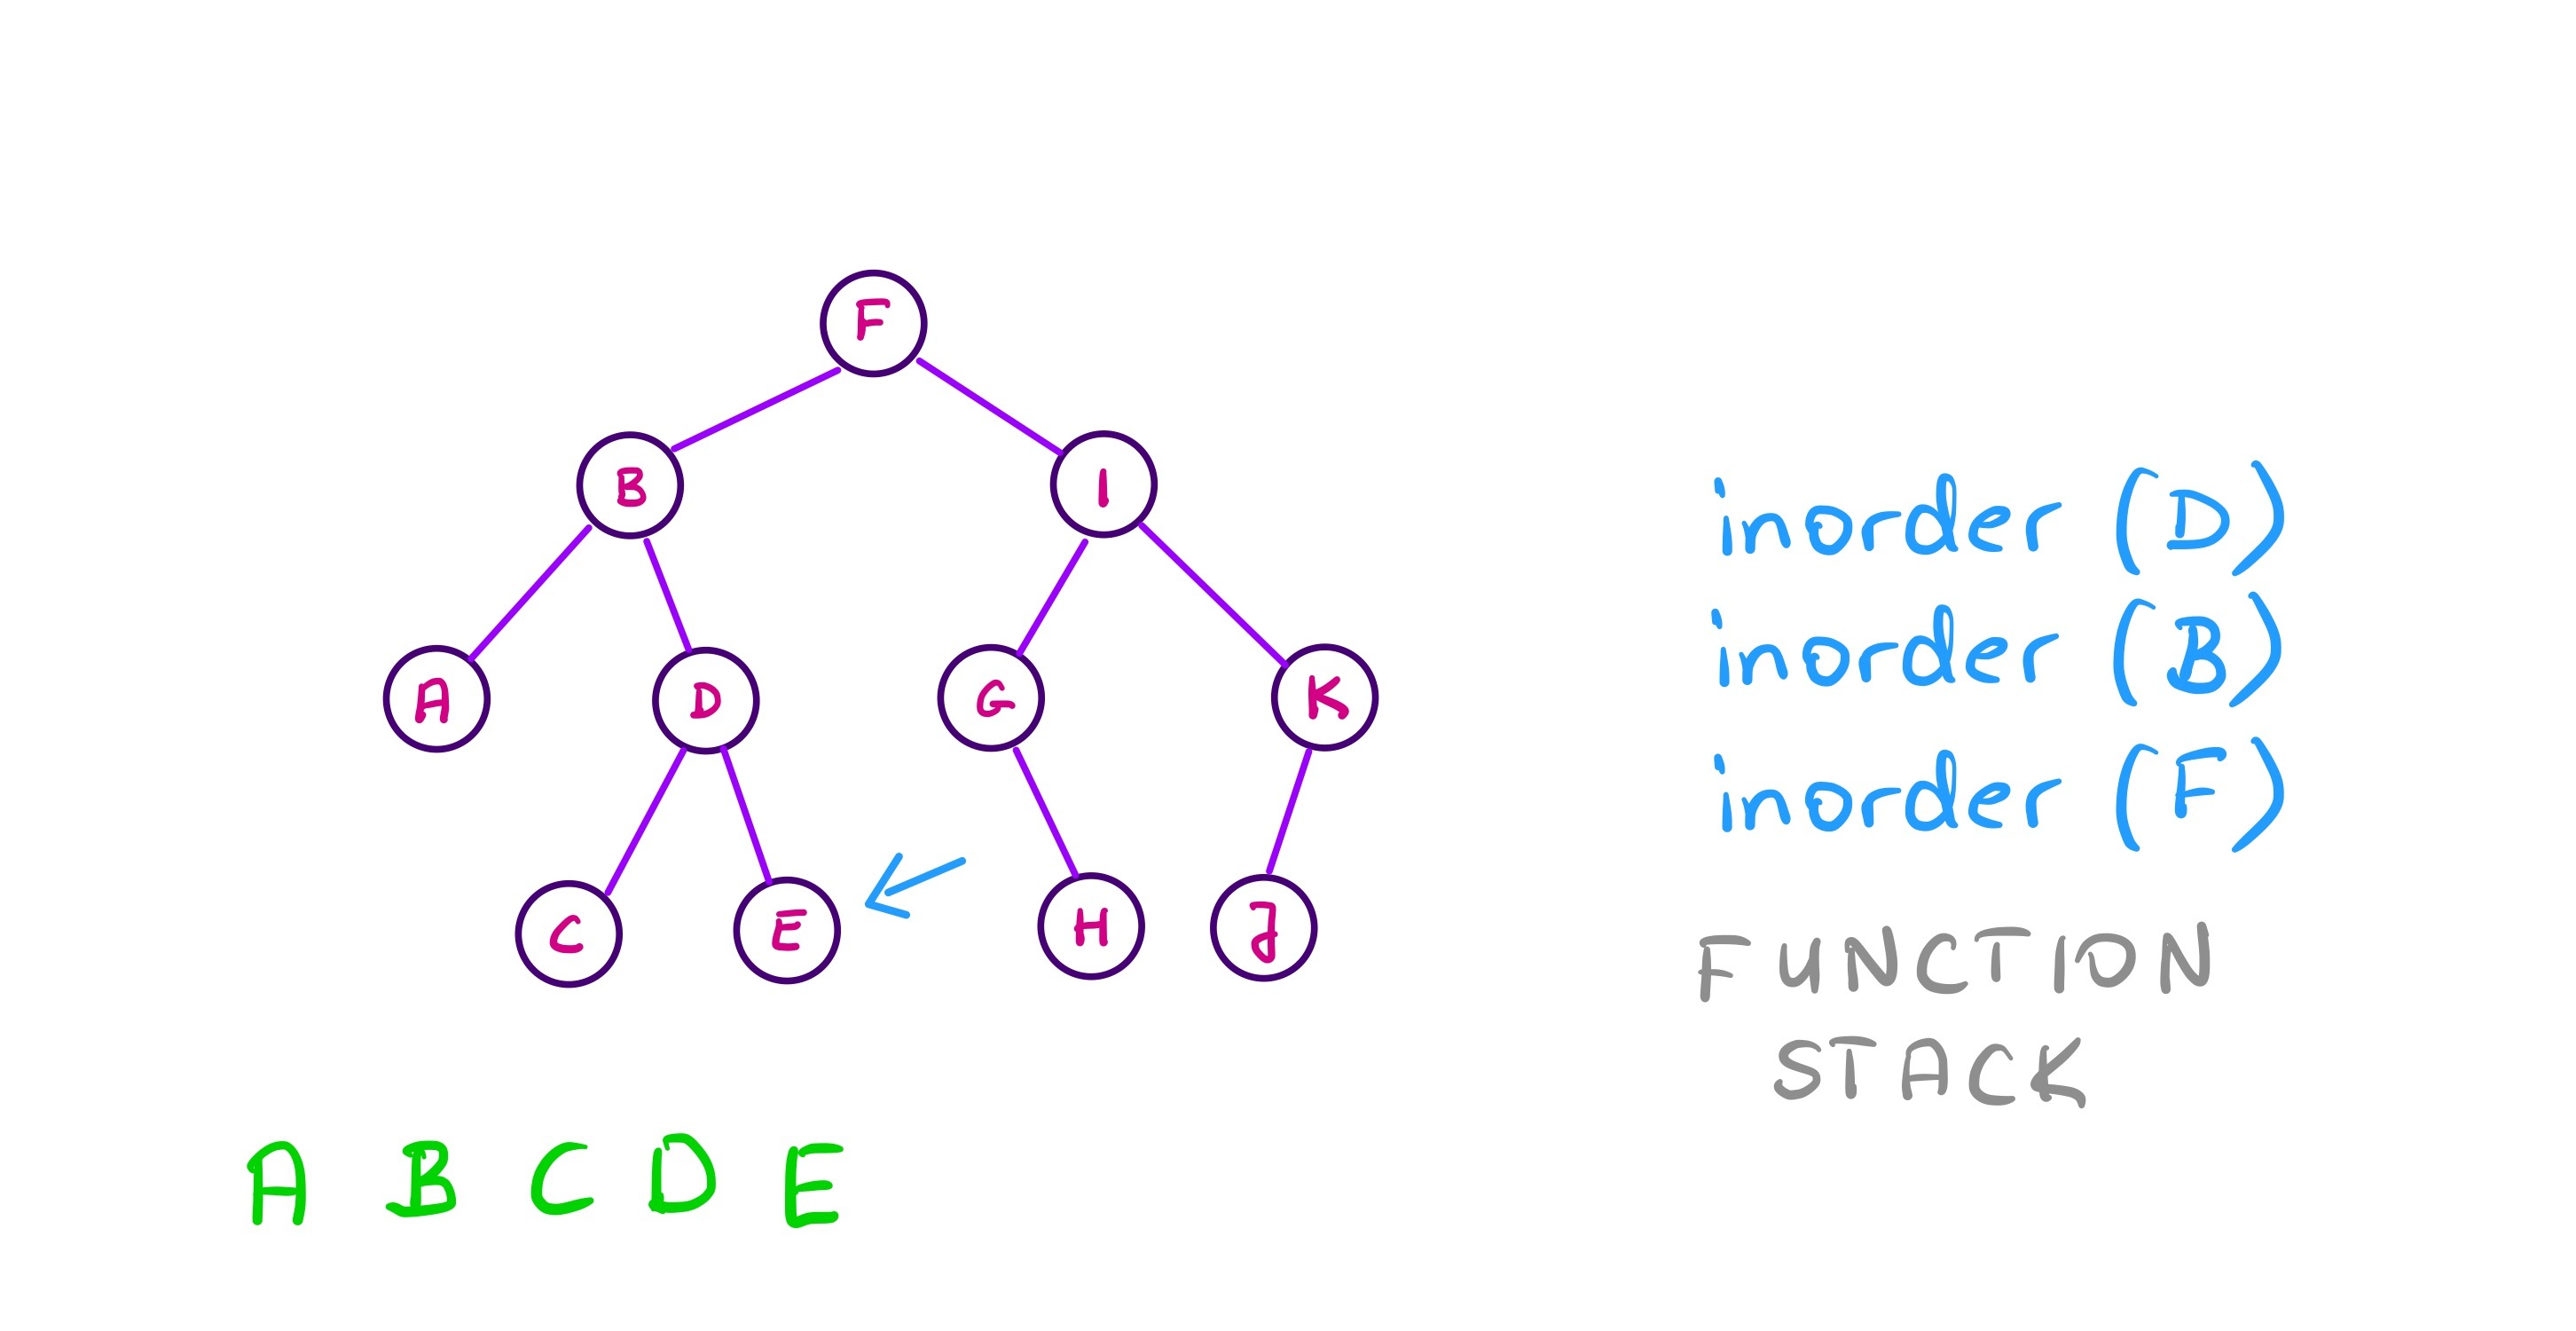 F
B I
A D G K
C E H J
inorder (D)
inorder (B)
inorder (F)
FUNCTION
STACK
A B C D E